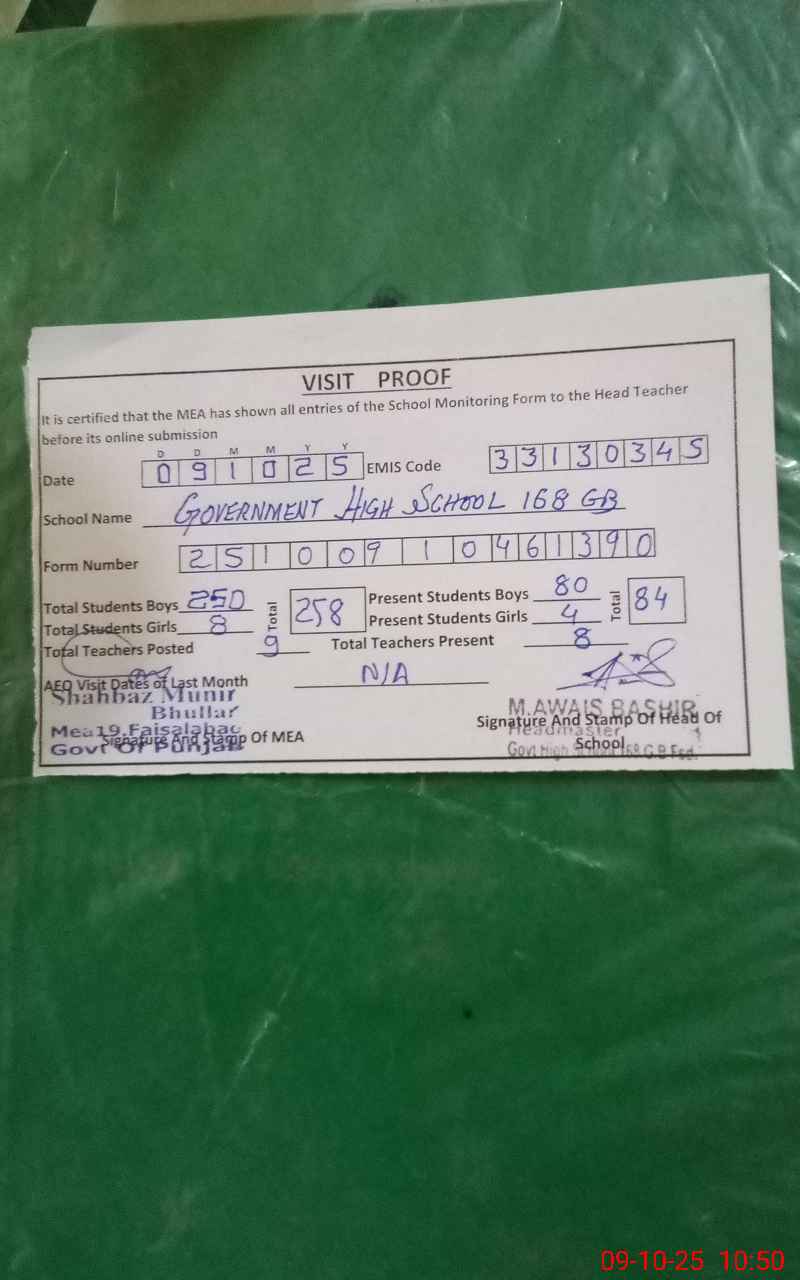 VISIT PROOF
It is certified that the MEA has shown all entries of the School Monitoring Form to the Head Teacher
before its online submission
D D M M Y Y
Date 0 9 1 0 2 5 EMIS Code 3 3 1 3 0 3 4 5
School Name GOVERNMENT HIGH SCHOOL 168 GB
Form Number 2 5 1 0 0 9 1 0 4 6 1 3 9 0
Total Students Boys 250 Total 258 Present Students Boys 80 Total 84
Total Students Girls 8 Present Students Girls 4
Total Teachers Posted 9 Total Teachers Present 8
AEO Visit Dates of Last Month N/A
Shahbaz Munir
Bhullar
Mea19, Faisalabad
Govt Of Punjab
Signature And Stamp Of MEA
M.AWAIS BASHIR
Signature And Stamp Of Head Of
Headmaster
School
Govt High School 168 G.B Fsd.
09-10-25 10:50